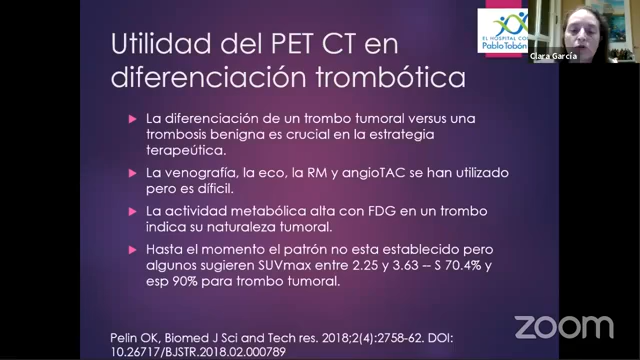 Utilidad del PET CT en
diferenciación trombótica
EL HOSPITAL CON
Pablo Tobón
Clara García
La diferenciación de un trombo tumoral versus una
trombosis benigna es crucial en la estrategia
terapeútica.
La venografía, la eco, la RM y angioTAC se han utilizado
pero es díficil.
La actividad metabólica alta con FDG en un trombo
indica su naturaleza tumoral.
Hasta el momento el patrón no esta establecido pero
algunos sugieren SUVmax entre 2.25 y 3.63 -- S 70.4% y
esp 90% para trombo tumoral.
Pelin OK, Biomed J Sci and Tech res. 2018;2(4):2758-62. DOI:
10.26717/BJSTR.2018.02.000789
zoom